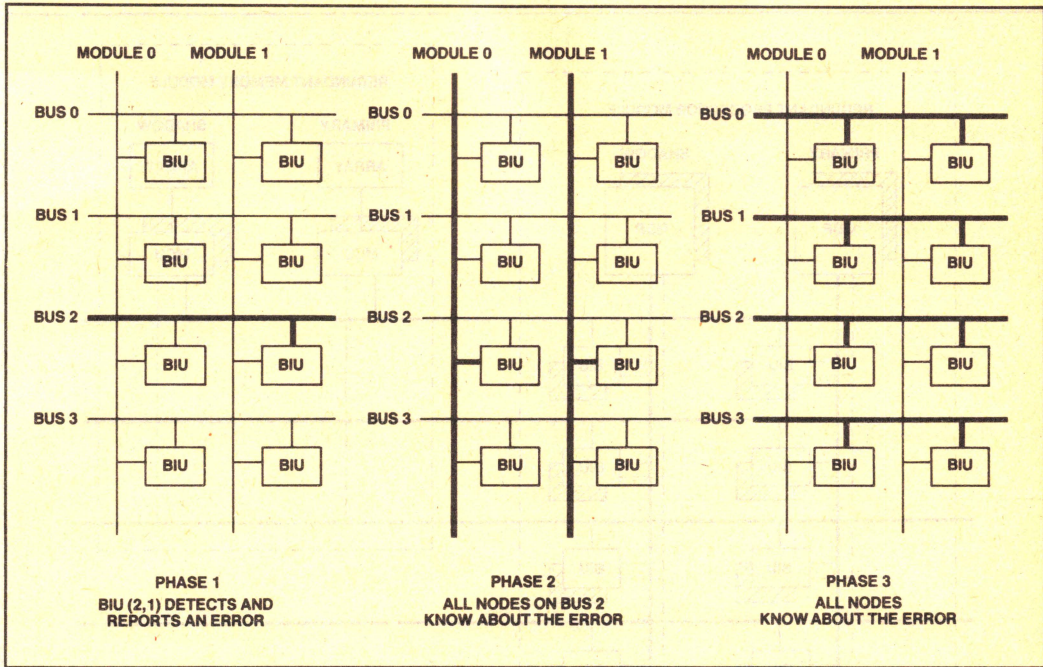 MODULE 0 MODULE 1
BUS 0
BIU BIU
BUS 1
BIU BIU
BUS 2
BIU BIU
BUS 3
BIU BIU
PHASE 1
BIU (2,1) DETECTS AND
REPORTS AN ERROR
MODULE 0 MODULE 1
BUS 0
BIU BIU
BUS 1
BIU BIU
BUS 2
BIU BIU
BUS 3
BIU BIU
PHASE 2
ALL NODES ON BUS 2
KNOW ABOUT THE ERROR
MODULE 0 MODULE 1
BUS 0
BIU BIU
BUS 1
BIU BIU
BUS 2
BIU BIU
BUS 3
BIU BIU
PHASE 3
ALL NODES
KNOW ABOUT THE ERROR